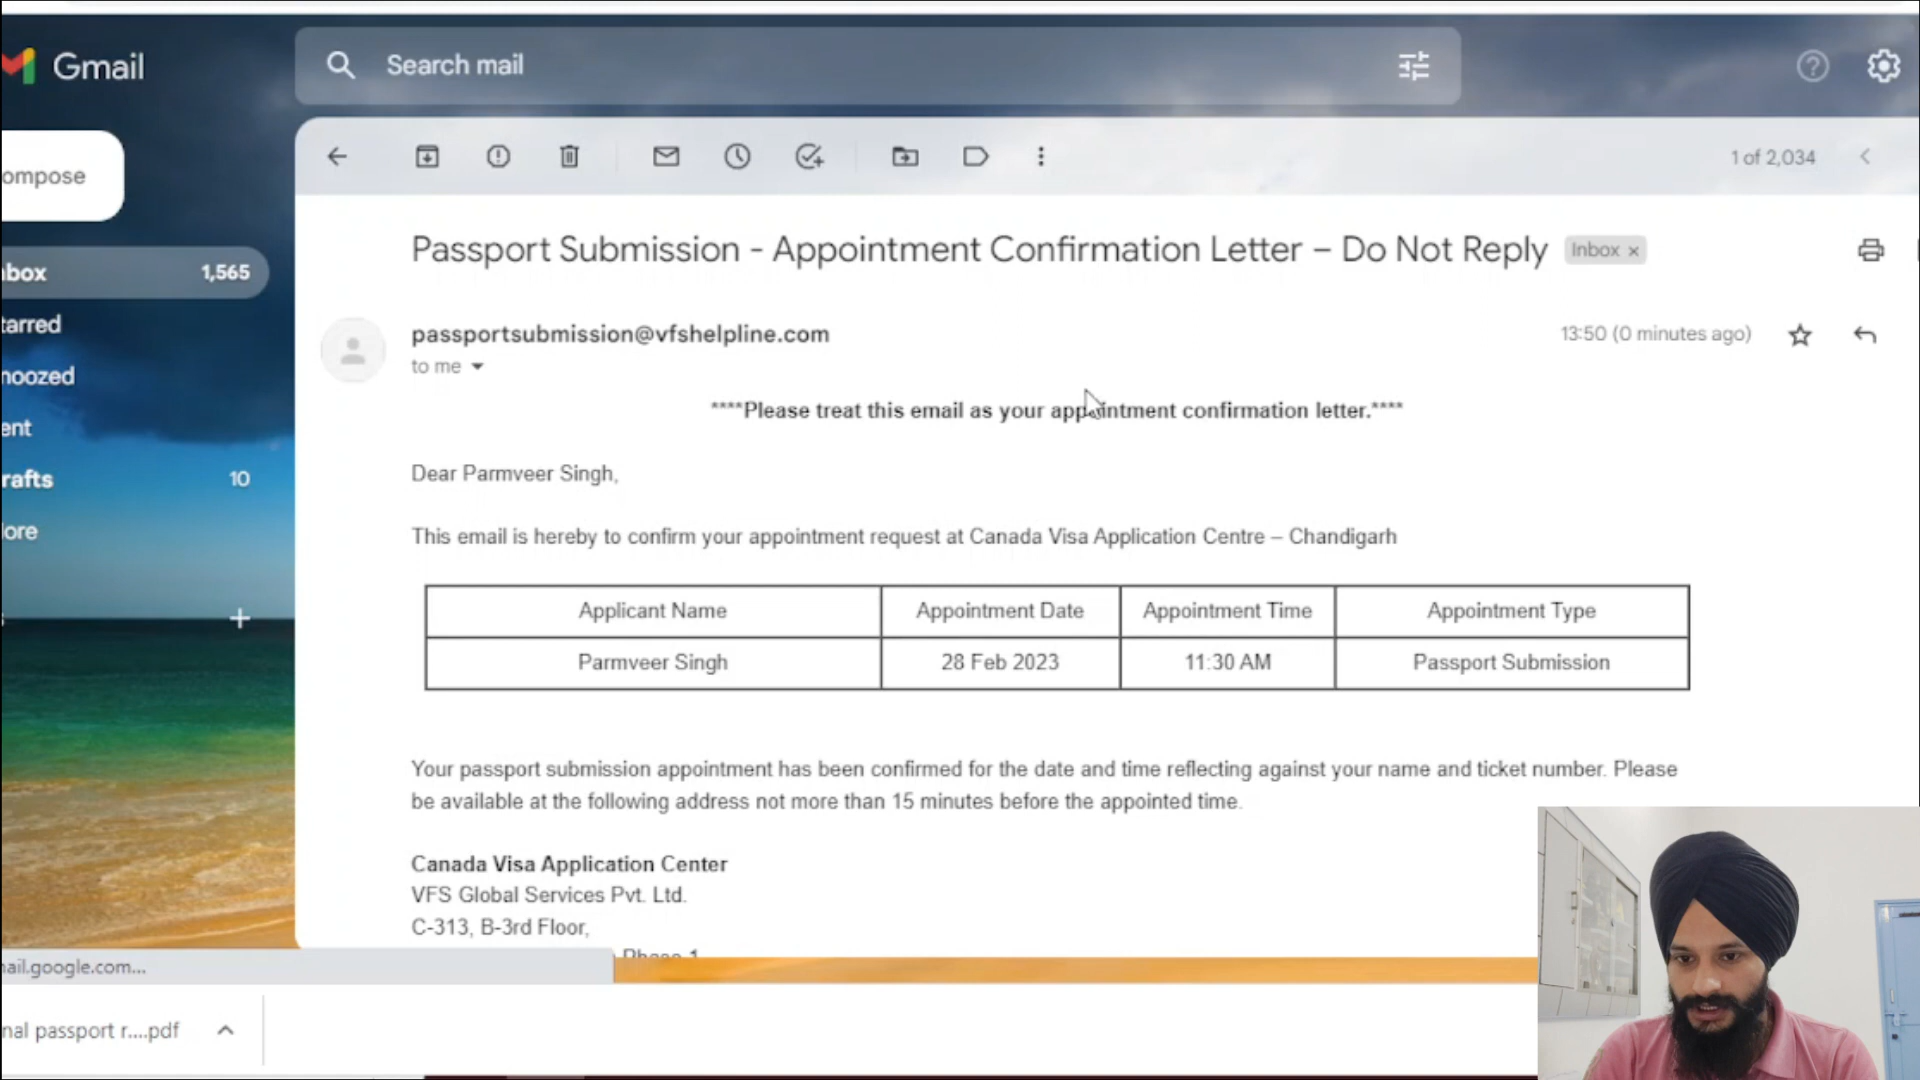 Gmail
Search mail
ompose
1 of 2,034
Passport Submission - Appointment Confirmation Letter – Do Not Reply
Inbox ×
nbox 1,565
tarred
noozed
ent
rafts 10
lore
passportsubmission@vfshelpline.com
13:50 (0 minutes ago)
to me
****Please treat this email as your appointment confirmation letter.****
Dear Parmveer Singh,
This email is hereby to confirm your appointment request at Canada Visa Application Centre – Chandigarh
Applicant Name Appointment Date Appointment Time Appointment Type
Parmveer Singh 28 Feb 2023 11:30 AM Passport Submission
Your passport submission appointment has been confirmed for the date and time reflecting against your name and ticket number. Please
be available at the following address not more than 15 minutes before the appointed time.
Canada Visa Application Center
VFS Global Services Pvt. Ltd.
C-313, B-3rd Floor,
Phase 1
ail.google.com...
nal passport r....pdf